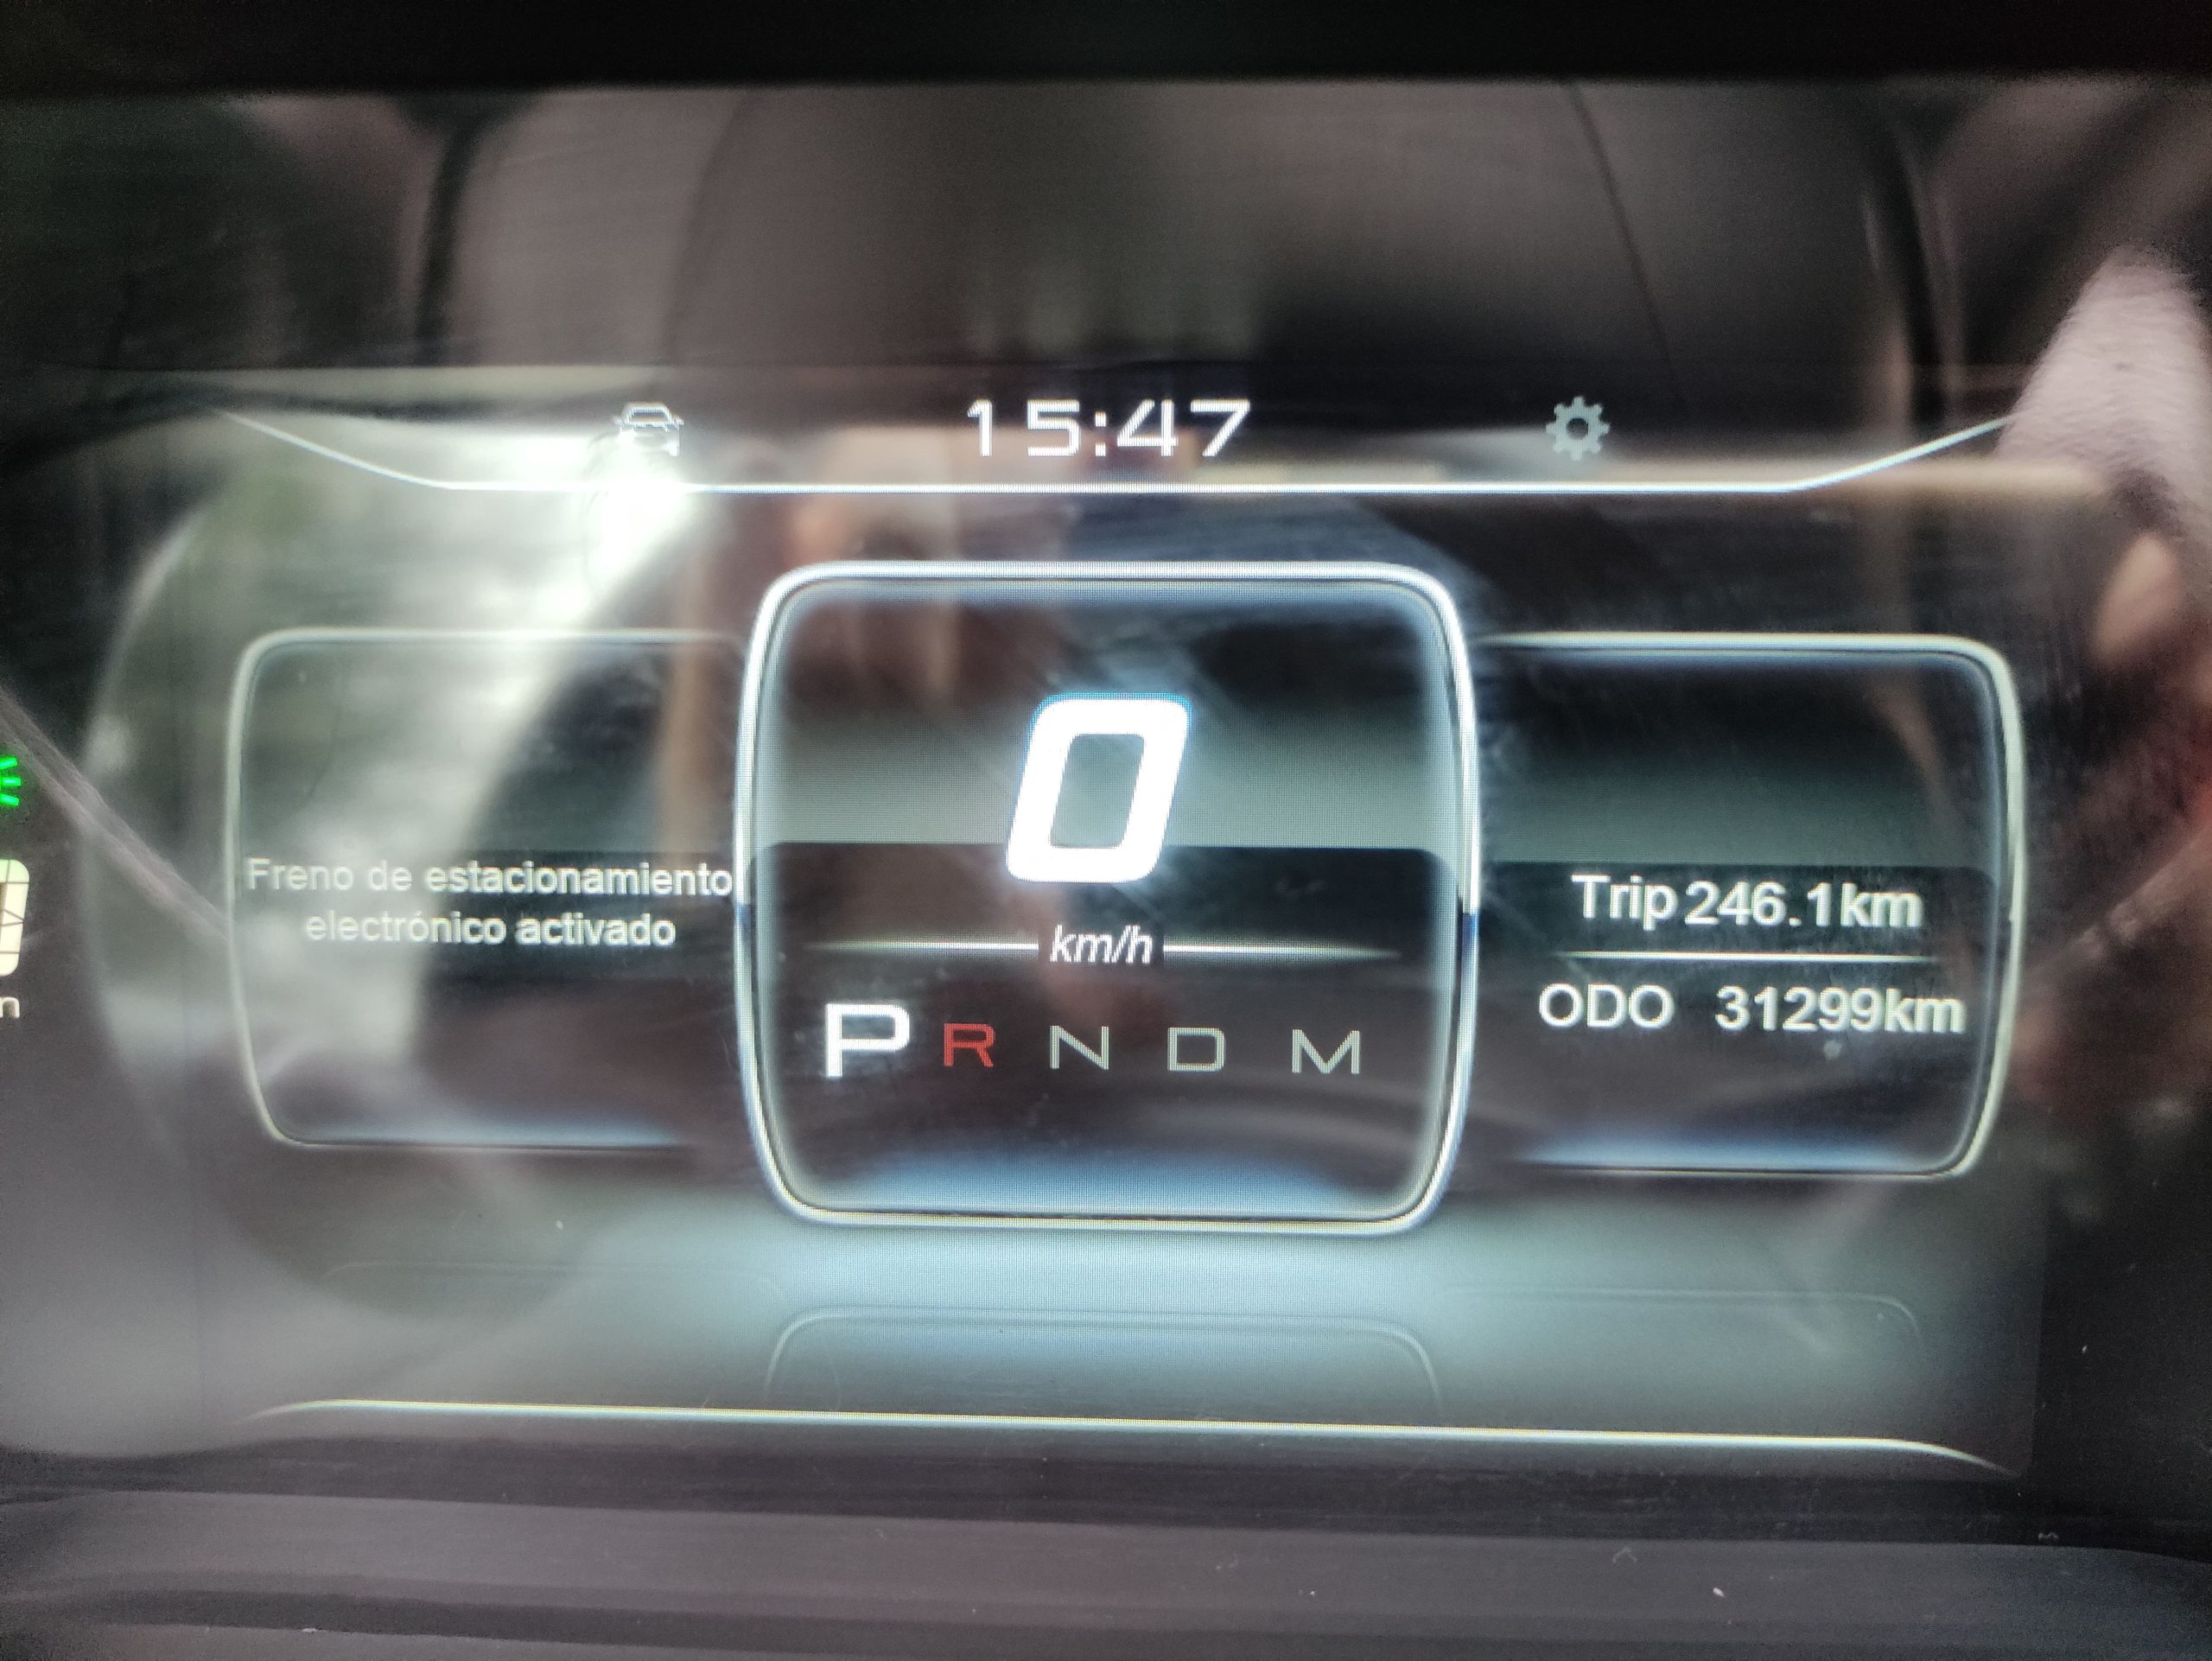 15:47
Freno de estacionamiento
electrónico activado
0
km/h
P R N D M
Trip 246.1km
ODO 31299km
n